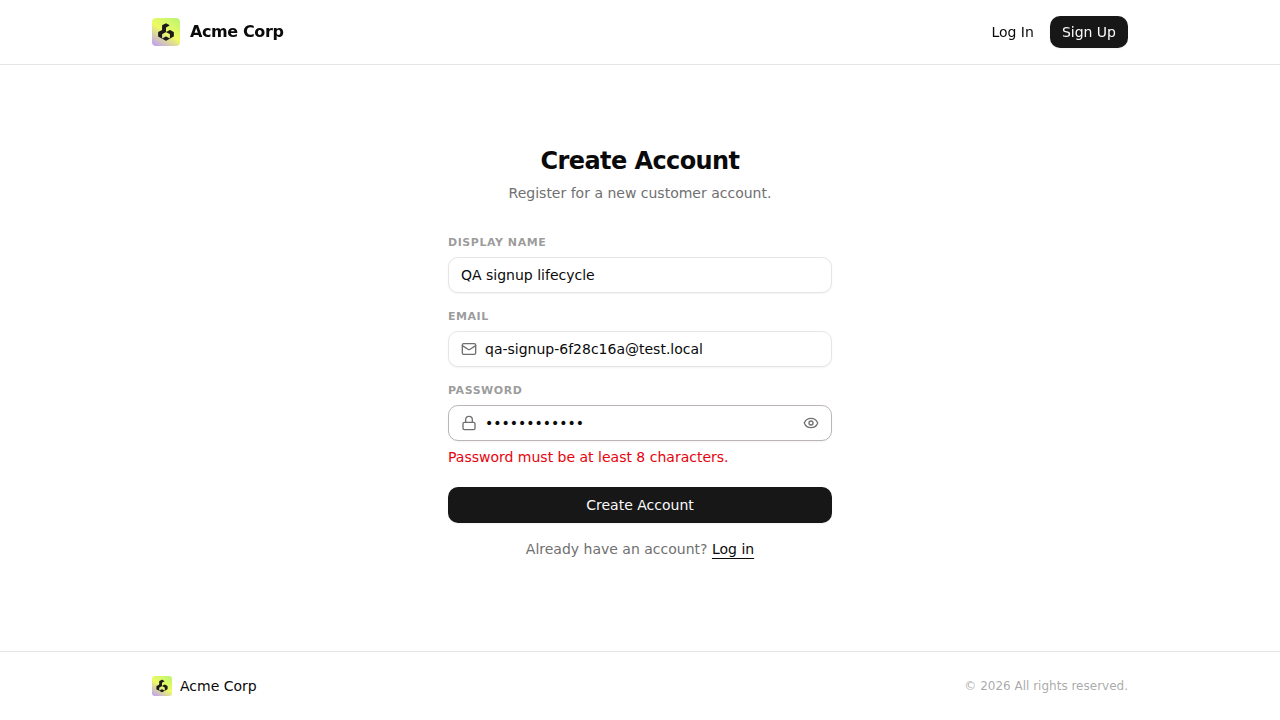 Acme Corp
Log In
Sign Up
Create Account
Register for a new customer account.
DISPLAY NAME
QA signup lifecycle
EMAIL
qa-signup-6f28c16a@test.local
PASSWORD
••••••••••••
Password must be at least 8 characters.
Create Account
Already have an account? Log in
Acme Corp
© 2026 All rights reserved.